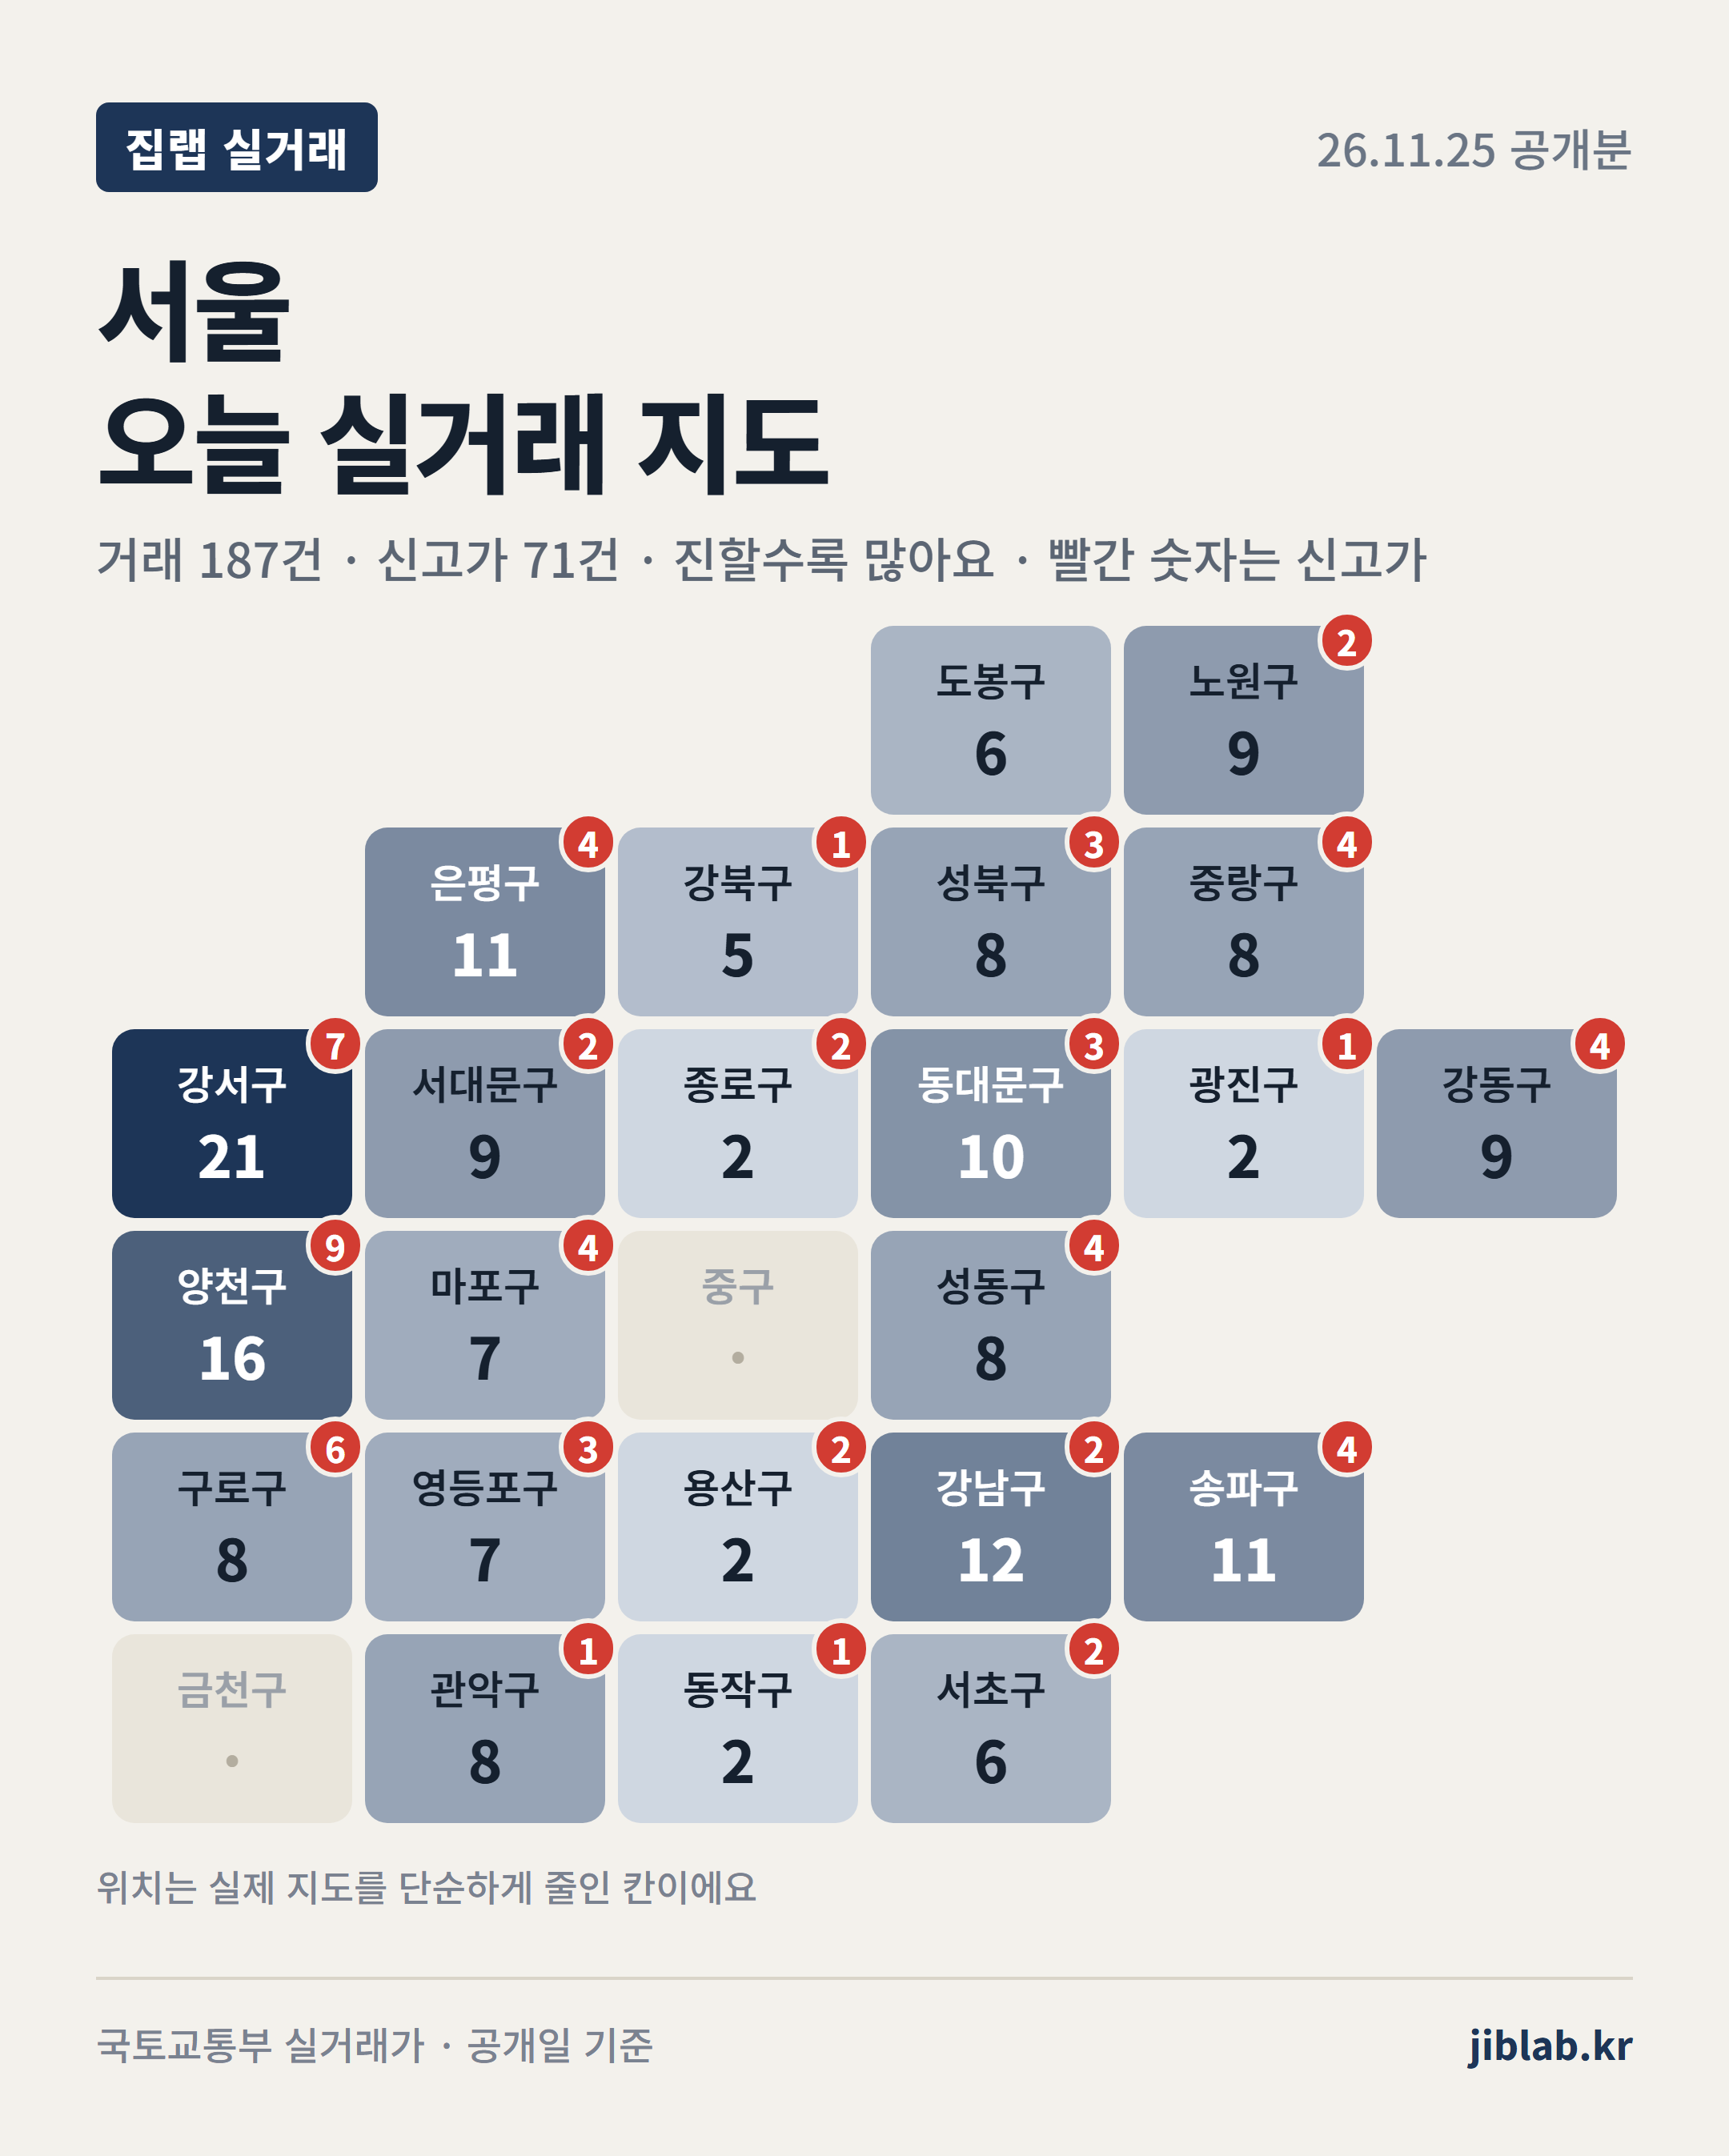 집랩 실거래
26.11.25 공개분
서울
오늘 실거래 지도
거래 187건 · 신고가 71건 · 진할수록 많아요 · 빨간 숫자는 신고가
도봉구
6
노원구
2
9
은평구
4
11
강북구
1
5
성북구
3
8
중랑구
4
8
강서구
7
21
서대문구
2
9
종로구
2
2
동대문구
3
10
광진구
1
2
강동구
4
9
양천구
9
16
마포구
4
7
중구
·
성동구
4
8
구로구
6
8
영등포구
3
7
용산구
2
2
강남구
2
12
송파구
4
11
금천구
·
관악구
1
8
동작구
1
2
서초구
2
6
위치는 실제 지도를 단순하게 줄인 칸이에요
국토교통부 실거래가 · 공개일 기준
jiblab.kr